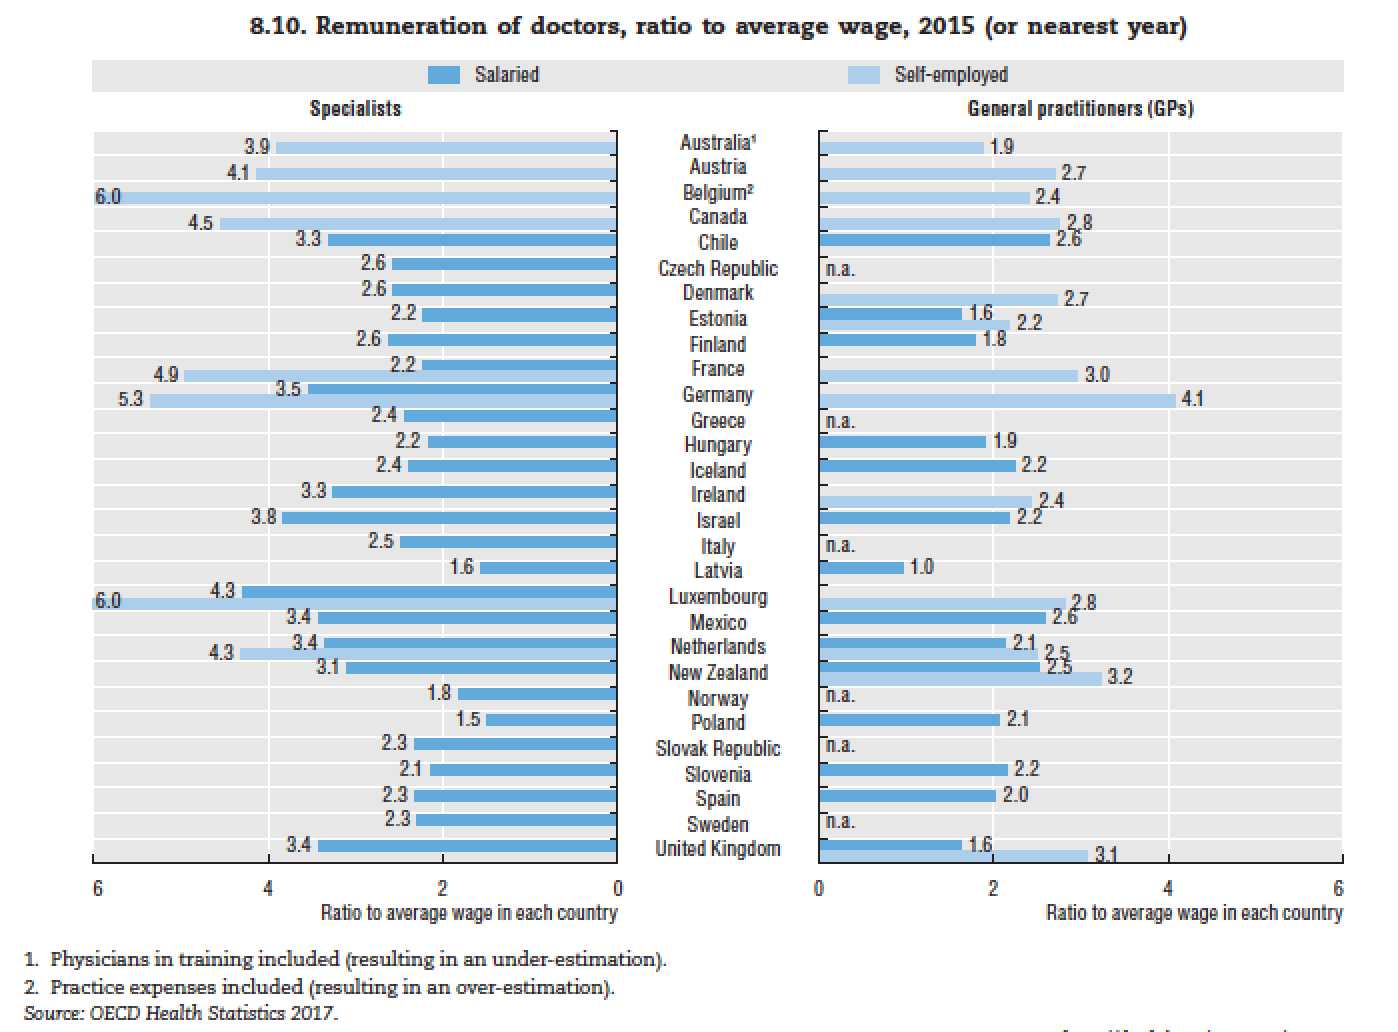 8.10. Remuneration of doctors, ratio to average wage, 2015 (or nearest year)
Salaried Self-employed
Specialists General practitioners (GPs)
3.9 Australia¹ 1.9
4.1 Austria 2.7
6.0 Belgium² 2.4
4.5 Canada 2.8
3.3 Chile 2.6
2.6 Czech Republic n.a.
2.6 Denmark 2.7
2.2 Estonia 1.6 2.2
2.6 Finland 1.8
2.2 4.9 France 3.0
3.5 5.3 Germany 4.1
2.4 Greece n.a.
2.2 Hungary 1.9
2.4 Iceland 2.2
3.3 Ireland 2.4
3.8 Israel 2.2
2.5 Italy n.a.
1.6 Latvia 1.0
4.3 6.0 Luxembourg 2.8
3.4 Mexico 2.6
3.4 4.3 Netherlands 2.1 2.5
3.1 New Zealand 2.5 3.2
1.8 Norway n.a.
1.5 Poland 2.1
2.3 Slovak Republic n.a.
2.1 Slovenia 2.2
2.3 Spain 2.0
2.3 Sweden n.a.
3.4 United Kingdom 1.6 3.1
6 4 2 0 0 2 4 6
Ratio to average wage in each country Ratio to average wage in each country
1. Physicians in training included (resulting in an under-estimation).
2. Practice expenses included (resulting in an over-estimation).
Source: OECD Health Statistics 2017.